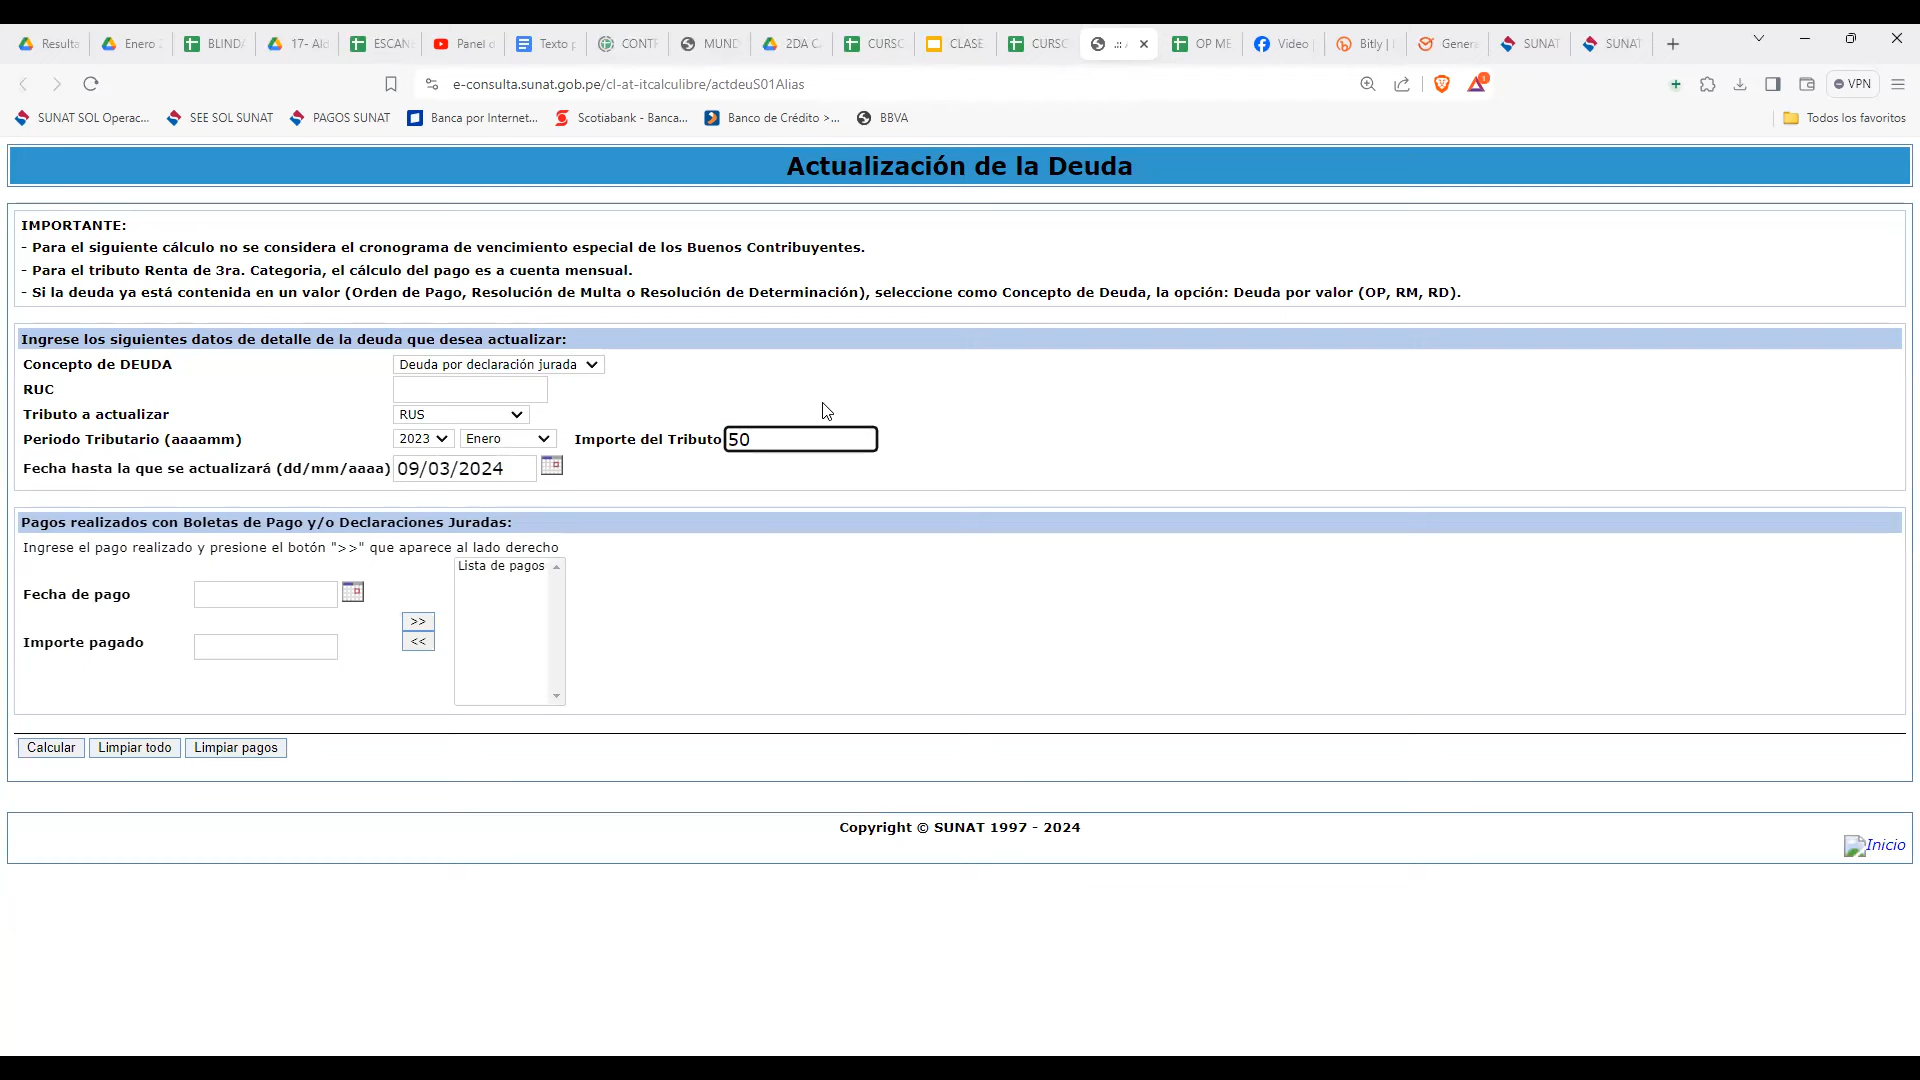 Resulta
Enero 2
BLIND
17- Ald
ESCAN
Panel d
Texto p
CONTR
MUND
2DA C
CURSO
CLASE
CURSO
.::
OP ME
Video
Bitly |
Genera
SUNAT
SUNAT
e-consulta.sunat.gob.pe/cl-at-itcalculibre/actdeuS01Alias
VPN
SUNAT SOL Operac...
SEE SOL SUNAT
PAGOS SUNAT
Banca por Internet...
Scotiabank - Banca...
Banco de Crédito >...
BBVA
Todos los favoritos
Actualización de la Deuda
IMPORTANTE:
- Para el siguiente cálculo no se considera el cronograma de vencimiento especial de los Buenos Contribuyentes.
- Para el tributo Renta de 3ra. Categoria, el cálculo del pago es a cuenta mensual.
- Si la deuda ya está contenida en un valor (Orden de Pago, Resolución de Multa o Resolución de Determinación), seleccione como Concepto de Deuda, la opción: Deuda por valor (OP, RM, RD).
Ingrese los siguientes datos de detalle de la deuda que desea actualizar:
Concepto de DEUDA Deuda por declaración jurada
RUC
Tributo a actualizar RUS
Periodo Tributario (aaaamm) 2023 Enero Importe del Tributo 50
Fecha hasta la que se actualizará (dd/mm/aaaa) 09/03/2024
Pagos realizados con Boletas de Pago y/o Declaraciones Juradas:
Ingrese el pago realizado y presione el botón ">>" que aparece al lado derecho
Lista de pagos
Fecha de pago
>>
Importe pagado
<<
Calcular Limpiar todo Limpiar pagos
Copyright © SUNAT 1997 - 2024
Inicio